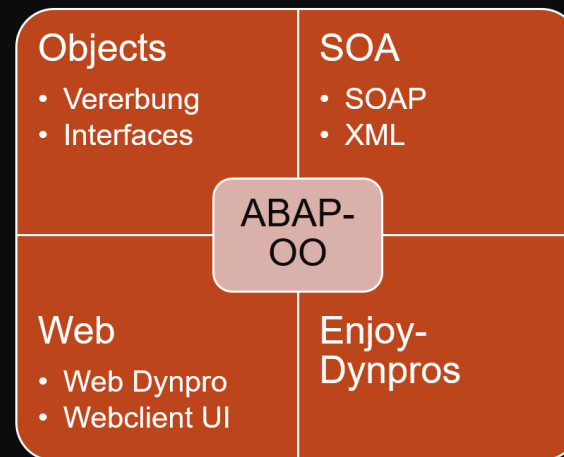 Objects
• Vererbung
• Interfaces
SOA
• SOAP
• XML
ABAP-
OO
Web
• Web Dynpro
• Webclient UI
Enjoy-
Dynpros